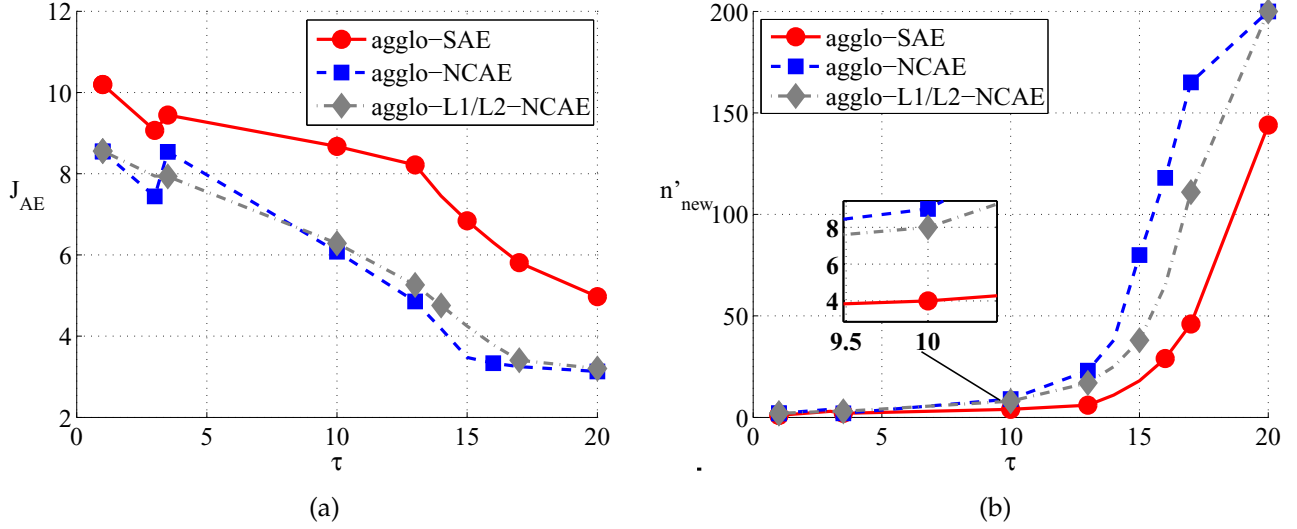 12
10
8
6
4
2
J_AE
agglo−SAE
agglo−NCAE
agglo−L1/L2−NCAE
0 5 10 15 20
τ
(a)
200
150
100
50
0
n'_new
agglo−SAE
agglo−NCAE
agglo−L1/L2−NCAE
8
6
4
9.5 10
0 5 10 15 20
τ
(b)